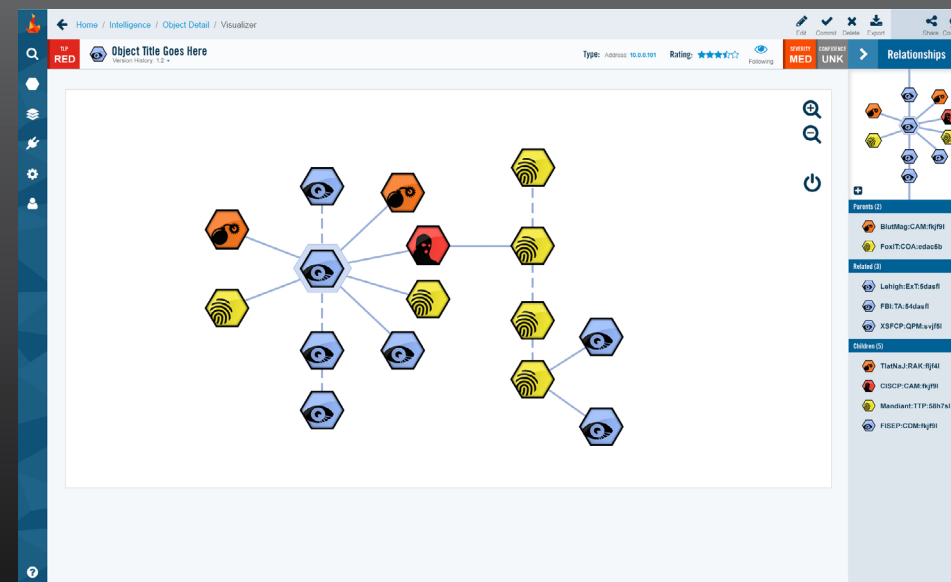 Home / Intelligence / Object Detail / Visualizer
Edit Commit Delete Export Share
TLP
RED
Object Title Goes Here
Version History 1.2
Type: Address 10.0.0.101
Rating:
Following
SEVERITY
MED
CONFIDENCE
UNK
Relationships
Parents (2)
BlutMag:CAM:fkjf9l
FoxIT:COA:edac6b
Related (3)
Lehigh:ExT:5dasfl
FBI:TA:54dasfl
XSFCP:QPM:svjf5l
Children (5)
TlatNaJ:RAK:fljf4l
CISCP:CAM:fkjf9l
Mandiant:TTP:58h7sl
FISEP:CDM:fkjf9l